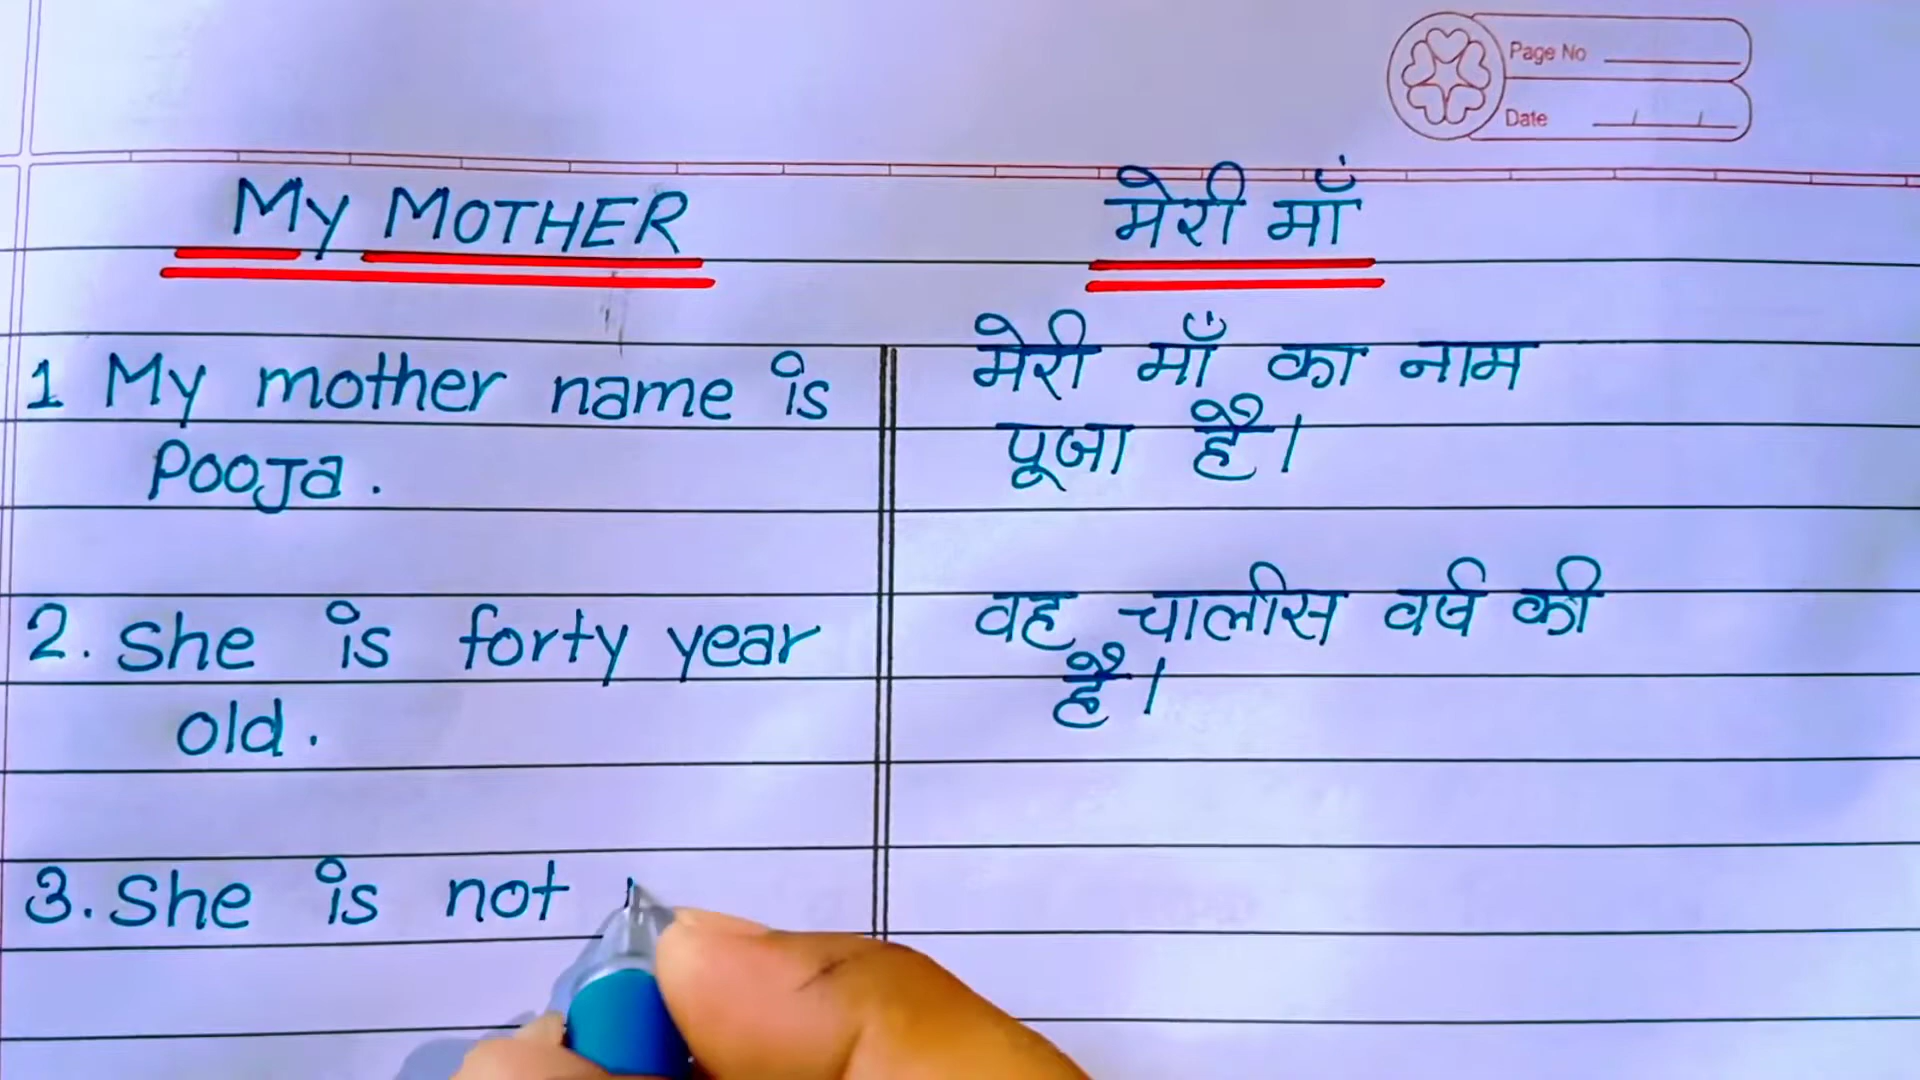 Page No
Date
MY MOTHER
मेरी माँ
1 My mother name is
Pooja.
मेरी माँ का नाम
पूजा है।
2. She is forty year
old.
वह चालीस वर्ष की
है।
3. She is not